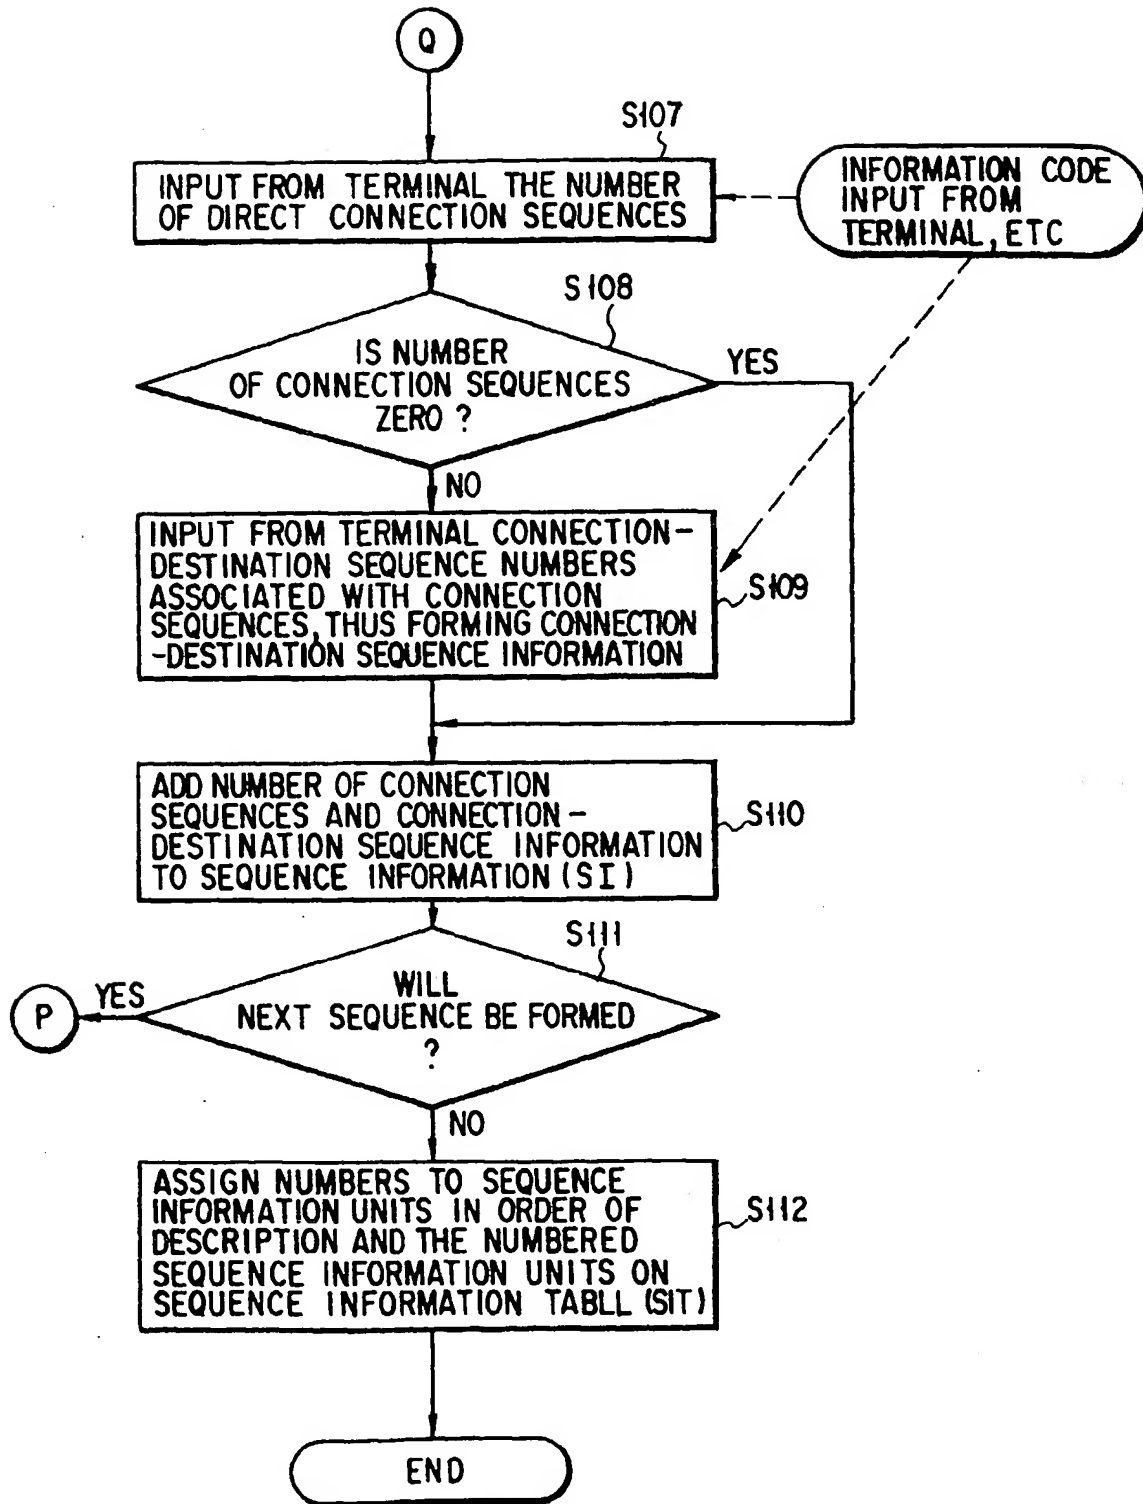 Q
S107
INPUT FROM TERMINAL THE NUMBER
OF DIRECT CONNECTION SEQUENCES
INFORMATION CODE
INPUT FROM
TERMINAL, ETC
S108
IS NUMBER
OF CONNECTION SEQUENCES
ZERO ?
YES
NO
INPUT FROM TERMINAL CONNECTION-
DESTINATION SEQUENCE NUMBERS
ASSOCIATED WITH CONNECTION
SEQUENCES, THUS FORMING CONNECTION
-DESTINATION SEQUENCE INFORMATION
S109
ADD NUMBER OF CONNECTION
SEQUENCES AND CONNECTION-
DESTINATION SEQUENCE INFORMATION
TO SEQUENCE INFORMATION (SI)
S110
S111
WILL
NEXT SEQUENCE BE FORMED
?
YES
P
NO
ASSIGN NUMBERS TO SEQUENCE
INFORMATION UNITS IN ORDER OF
DESCRIPTION AND THE NUMBERED
SEQUENCE INFORMATION UNITS ON
SEQUENCE INFORMATION TABLL (SIT)
S112
END